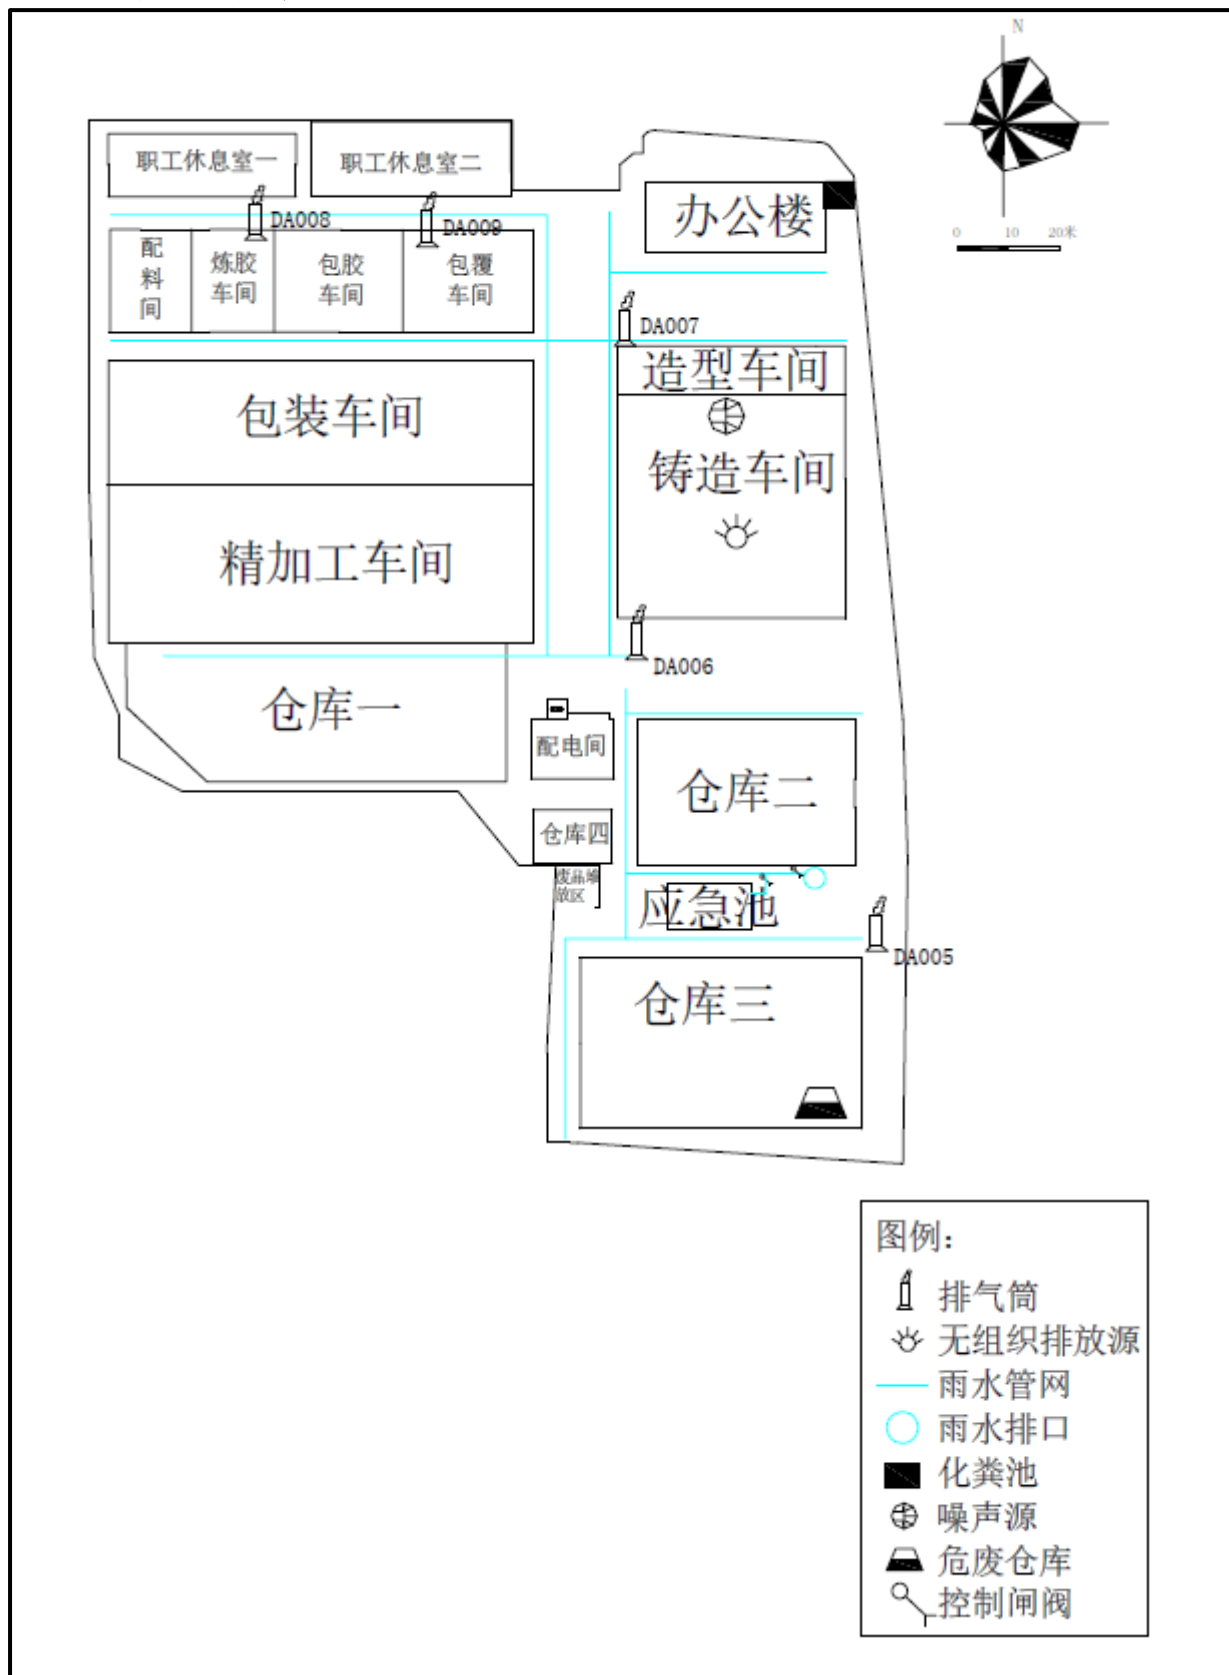 N
0 10 20米
职工休息室一
职工休息室二
办公楼
DA008
DA009
配料间
炼胶
车间
包胶
车间
包覆
车间
DA007
造型车间
包装车间
铸造车间
精加工车间
DA006
仓库一
配电间
仓库二
仓库四
废品堆
放区
应急池
DA005
仓库三
图例：
排气筒
无组织排放源
雨水管网
雨水排口
化粪池
噪声源
危废仓库
控制闸阀